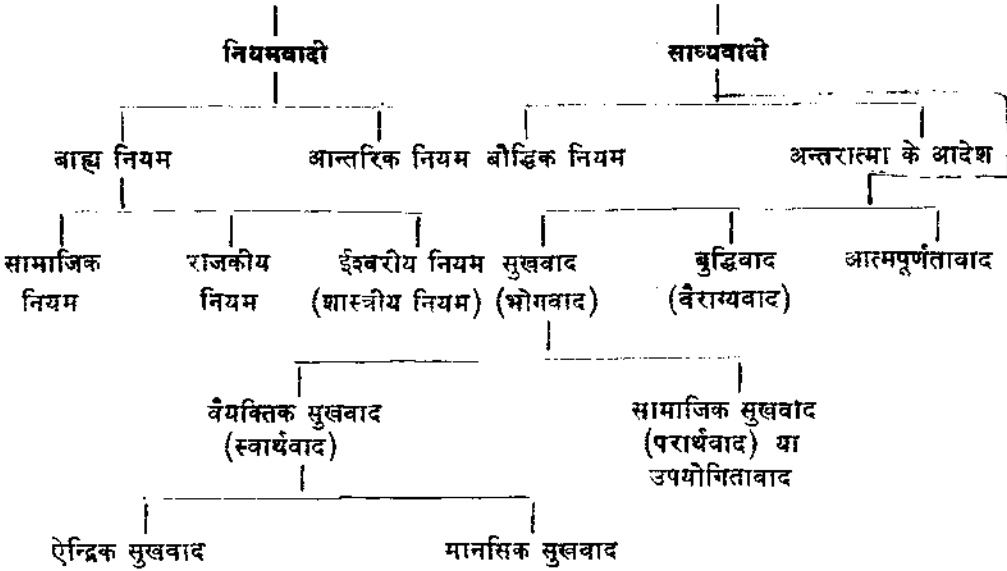 नियमवादी साध्यवादी
बाह्य नियम आन्तरिक नियम बौद्धिक नियम अन्तरात्मा के आदेश
सामाजिक राजकीय ईश्वरीय नियम सुखवाद बुद्धिवाद आत्मपूर्णतावाद
नियम नियम (शास्त्रीय नियम) (भोगवाद) (वैराग्यवाद)
वैयक्तिक सुखवाद सामाजिक सुखवाद
(स्वार्थवाद) (परार्थवाद) या
उपयोगितावाद
ऐन्द्रिक सुखवाद मानसिक सुखवाद